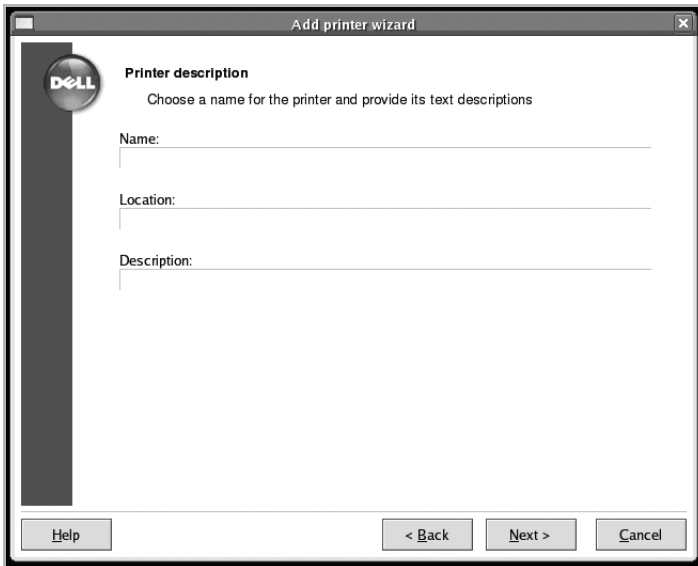 Add printer wizard
DELL
Printer description
Choose a name for the printer and provide its text descriptions
Name:
Location:
Description:
Help
< Back
Next >
Cancel